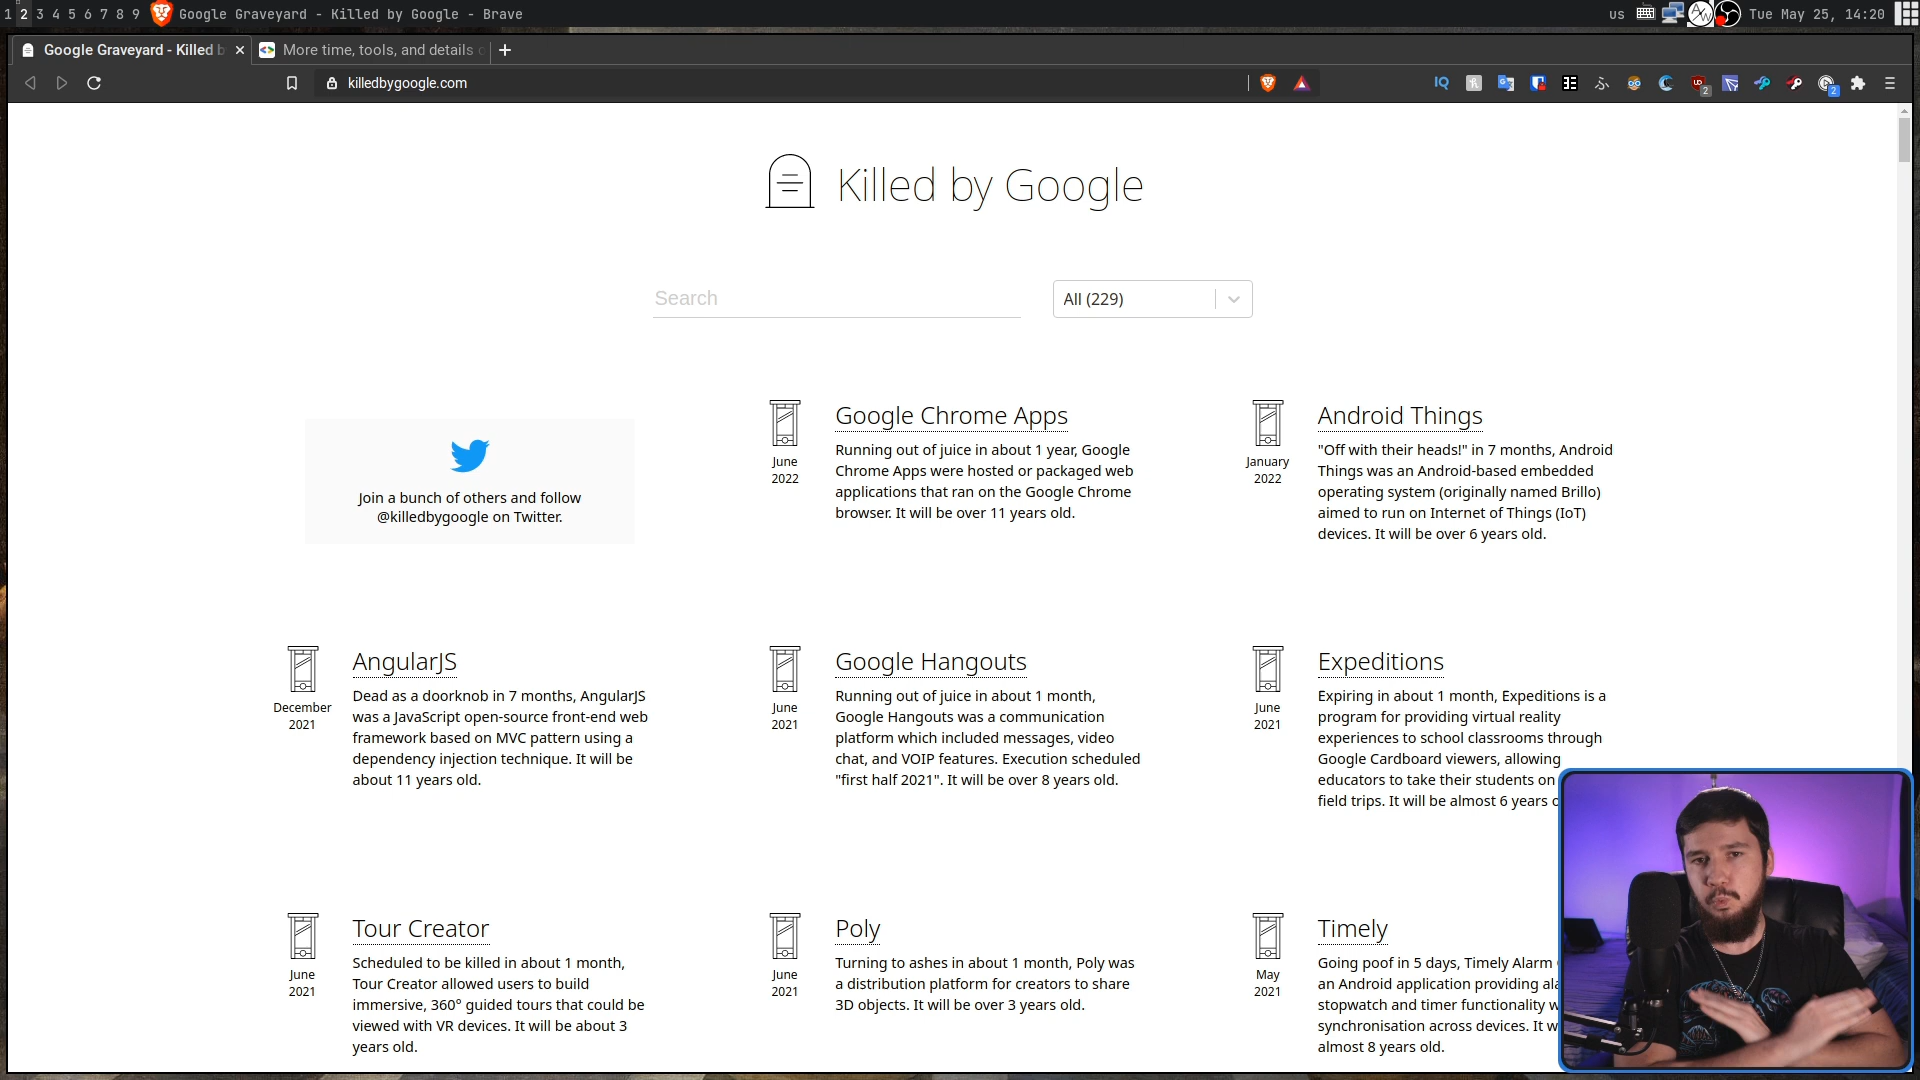 1 2 3 4 5 6 7 8 9 Google Graveyard - Killed by Google - Brave us Tue May 25, 14:20
Google Graveyard - Killed b More time, tools, and details
killedbygoogle.com IQ 2 2
Killed by Google
Search All (229)
Join a bunch of others and follow
@killedbygoogle on Twitter.
June
2022
Google Chrome Apps
Running out of juice in about 1 year, Google
Chrome Apps were hosted or packaged web
applications that ran on the Google Chrome
browser. It will be over 11 years old.
January
2022
Android Things
"Off with their heads!" in 7 months, Android
Things was an Android-based embedded
operating system (originally named Brillo)
aimed to run on Internet of Things (IoT)
devices. It will be over 6 years old.
December
2021
AngularJS
Dead as a doorknob in 7 months, AngularJS
was a JavaScript open-source front-end web
framework based on MVC pattern using a
dependency injection technique. It will be
about 11 years old.
June
2021
Google Hangouts
Running out of juice in about 1 month,
Google Hangouts was a communication
platform which included messages, video
chat, and VOIP features. Execution scheduled
"first half 2021". It will be over 8 years old.
June
2021
Expeditions
Expiring in about 1 month, Expeditions is a
program for providing virtual reality
experiences to school classrooms through
Google Cardboard viewers, allowing
educators to take their students on
field trips. It will be almost 6 years
June
2021
Tour Creator
Scheduled to be killed in about 1 month,
Tour Creator allowed users to build
immersive, 360° guided tours that could be
viewed with VR devices. It will be about 3
years old.
June
2021
Poly
Turning to ashes in about 1 month, Poly was
a distribution platform for creators to share
3D objects. It will be over 3 years old.
May
2021
Timely
Going poof in 5 days, Timely Alarm
an Android application providing
stopwatch and timer functionality
synchronisation across devices. It
almost 8 years old.